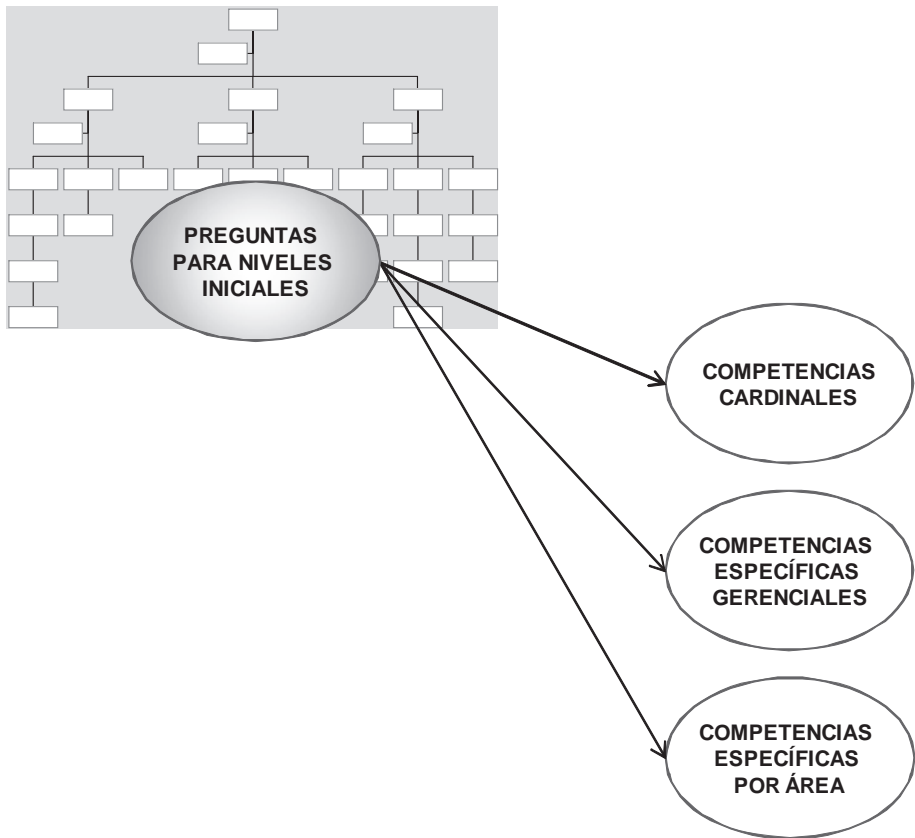 PREGUNTAS
PARA NIVELES
INICIALES
COMPETENCIAS
CARDINALES
COMPETENCIAS
ESPECÍFICAS
GERENCIALES
COMPETENCIAS
ESPECÍFICAS
POR ÁREA